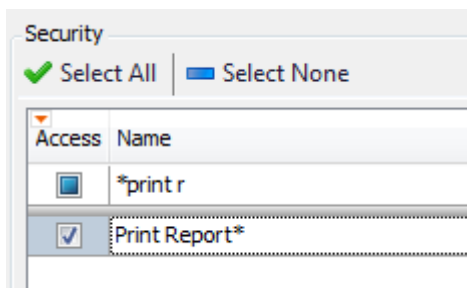 Security
Select All Select None
Access Name
*print r
Print Report*